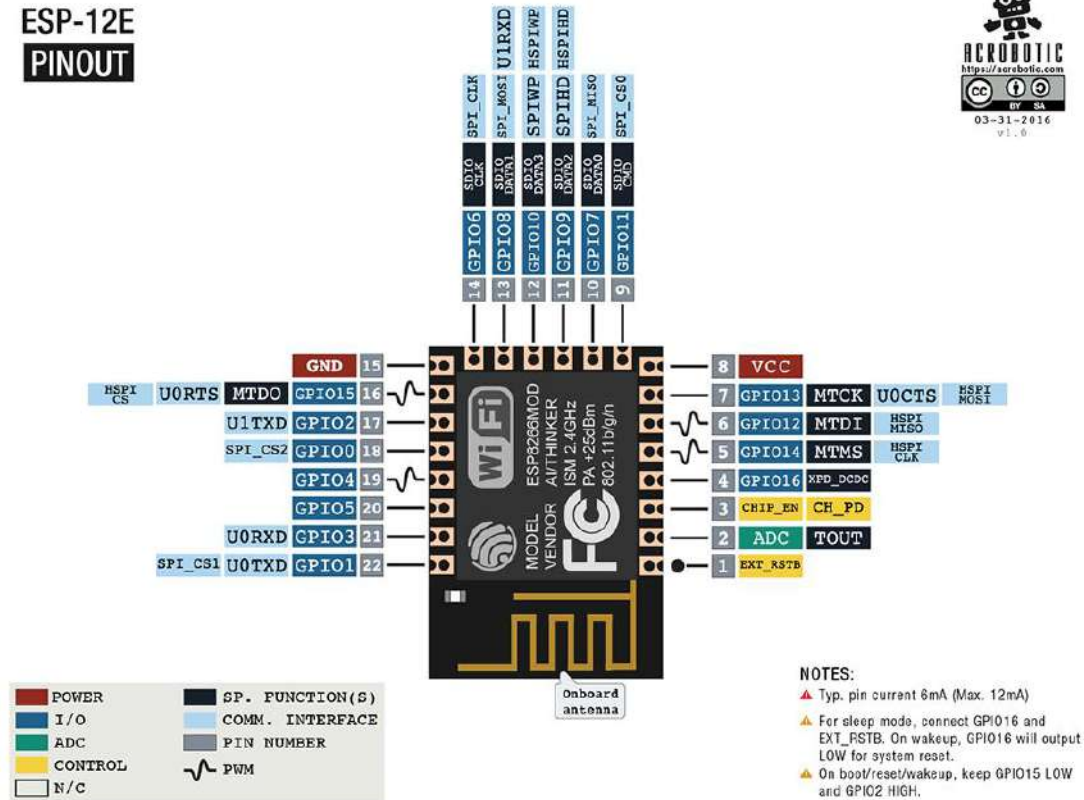 ESP-12E
PINOUT
ACROBOTIC
https://acrobotic.com
cc
BY SA
03-31-2016
v1.0
SPI_CLK
SDIO CLK
GPIO6
14
U1RXD
SPI_MOSI
SDIO DATA1
GPIO8
13
HSPIWP
SPIWP
SDIO DATA3
GPIO10
12
HSPIHD
SPIHD
SDIO DATA2
GPIO9
11
SPI_MISO
SDIO DATA0
GPIO7
10
SPI_CS0
SDIO CMD
GPIO11
9
GND 15
HSPI CS U0RTS MTDO GPIO15 16
U1TXD GPIO2 17
SPI_CS2 GPIO0 18
GPIO4 19
GPIO5 20
U0RXD GPIO3 21
SPI_CS1 U0TXD GPIO1 22
WiFi
MODEL ESP8266MOD
VENDOR AI/THINKER
ISM 2.4GHz
PA +25dBm
802.11b/g/n
FC
8 VCC
7 GPIO13 MTCK U0CTS HSPI MOSI
6 GPIO12 MTDI HSPI MISO
5 GPIO14 MTMS HSPI CLK
4 GPIO16 XPD_DCDC
3 CHIP_EN CH_PD
2 ADC TOUT
1 EXT_RSTB
Onboard
antenna
POWER
I/O
ADC
CONTROL
N/C
SP. FUNCTION(S)
COMM. INTERFACE
PIN NUMBER
PWM
NOTES:
Typ. pin current 6mA (Max. 12mA)
For sleep mode, connect GPIO16 and
EXT_RSTB. On wakeup, GPIO16 will output
LOW for system reset.
On boot/reset/wakeup, keep GPIO15 LOW
and GPIO2 HIGH.